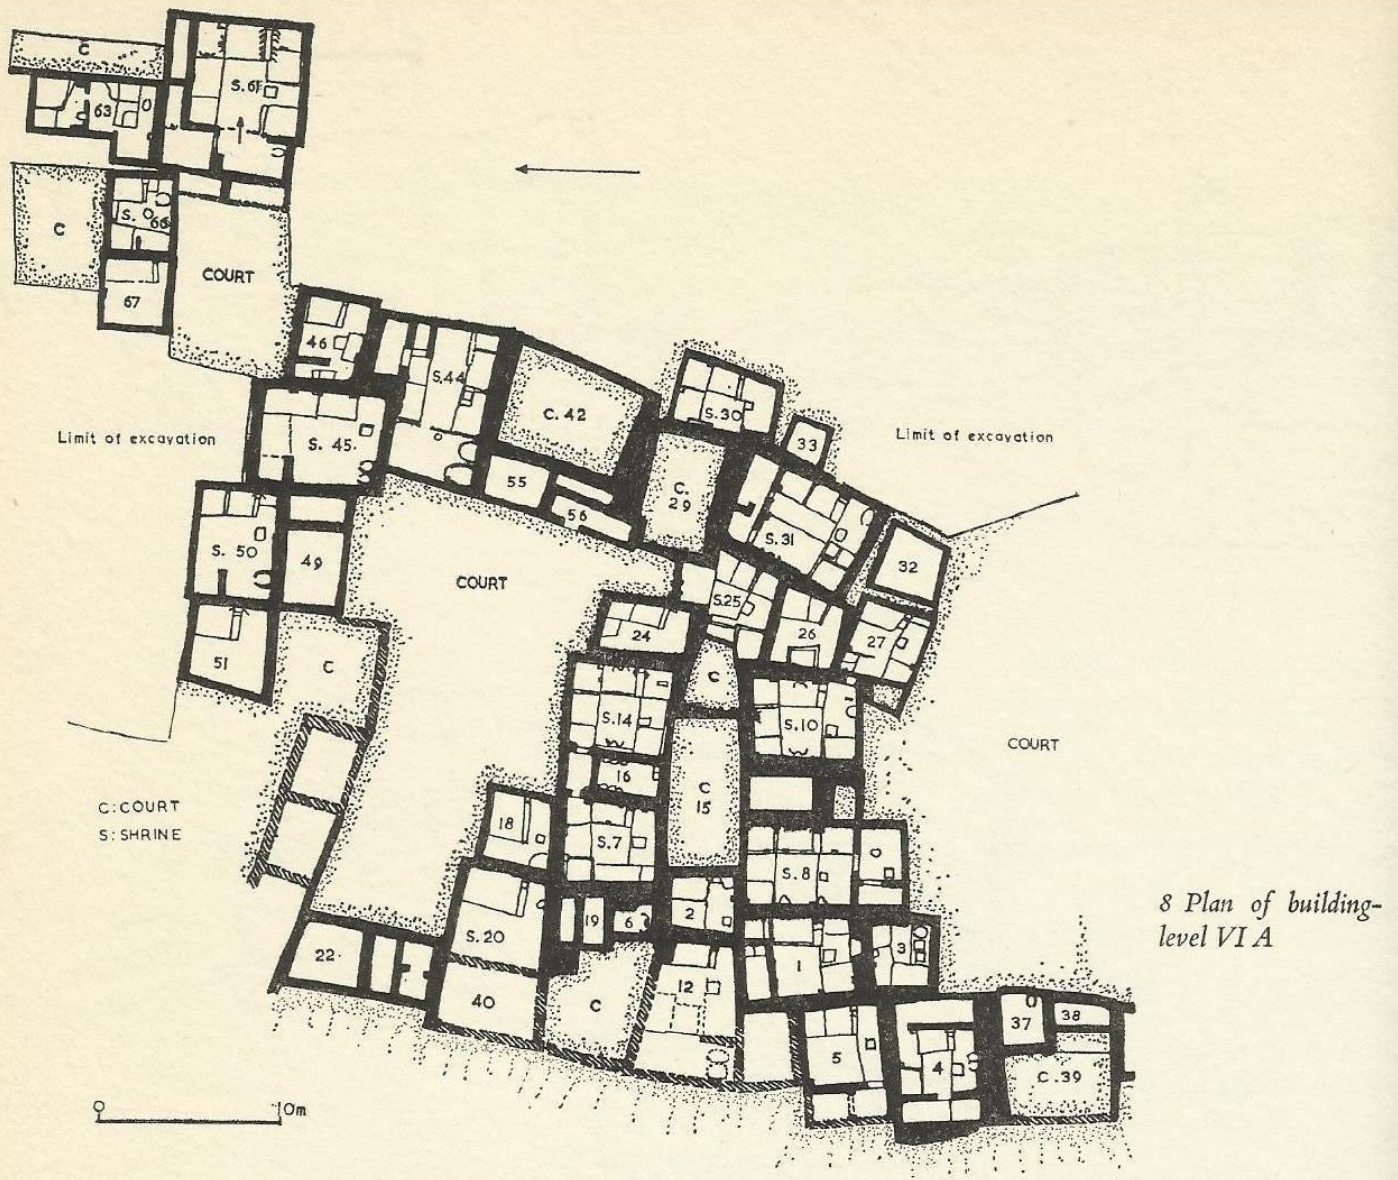 C
S.61
63
C
S. 66
67
COURT
46
S.44
C. 42
S.30
33
Limit of excavation
S. 45.
Limit of excavation
55
C.
29
56
S.31
S. 50
49
COURT
32
S.25
24
26
27
51
C
C
S.14
S.10
COURT
16
C
15
C:COURT
S:SHRINE
18
S.7
S.8
8 Plan of building-
level VI A
19
6
2
S.20
22.
1
3
12
40
C
37
38
5
4
C.39
0 10m